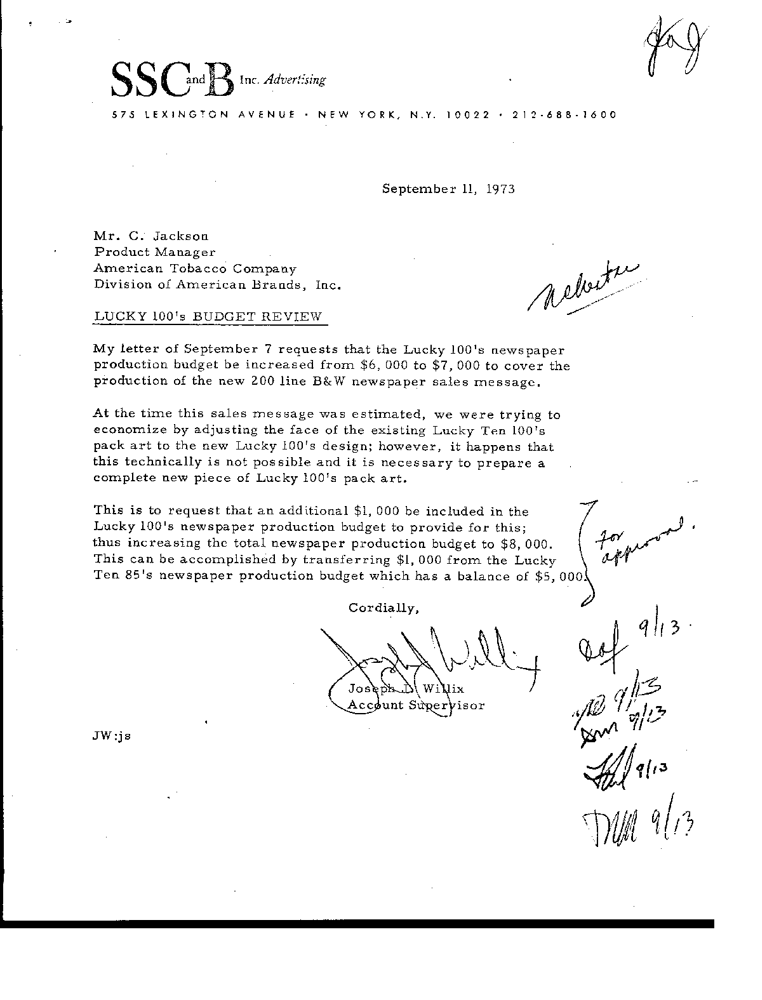 SSC and B Inc. Advertising
575 LEXINGTON AVENUE • NEW YORK, N.Y. 10022 • 212-688-1600
September 11, 1973
Mr. C. Jackson
Product Manager
American Tobacco Company
Division of American Brands, Inc.
LUCKY 100's BUDGET REVIEW
My letter of September 7 requests that the Lucky 100's newspaper
production budget be increased from $6,000 to $7,000 to cover the
production of the new 200 line B&W newspaper sales message.
At the time this sales message was estimated, we were trying to
economize by adjusting the face of the existing Lucky Ten 100's
pack art to the new Lucky 100's design; however, it happens that
this technically is not possible and it is necessary to prepare a
complete new piece of Lucky 100's pack art.
This is to request that an additional $1,000 be included in the
Lucky 100's newspaper production budget to provide for this;
thus increasing the total newspaper production budget to $8,000.
This can be accomplished by transferring $1,000 from the Lucky
Ten 85's newspaper production budget which has a balance of $5,000.
for
approval.
Cordially,
9/13
Joseph D. Willix
Account Supervisor
9/13
9/13
JW:js
9/13
9/13